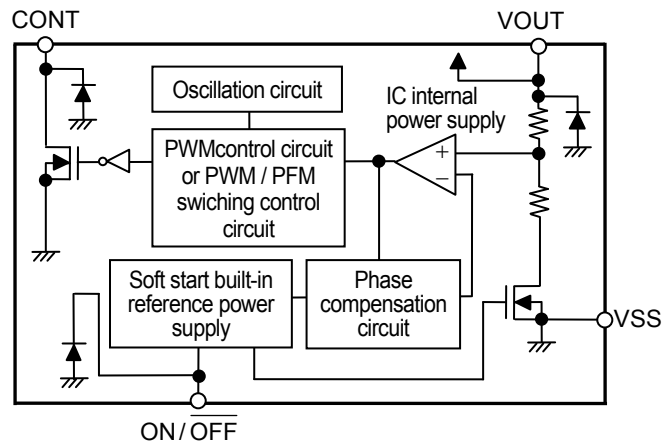 CONT
VOUT
Oscillation circuit
IC internal
power supply
PWMcontrol circuit
or PWM / PFM
swiching control
circuit
+
−
Soft start built-in
reference power
supply
Phase
compensation
circuit
VSS
ON/OFF